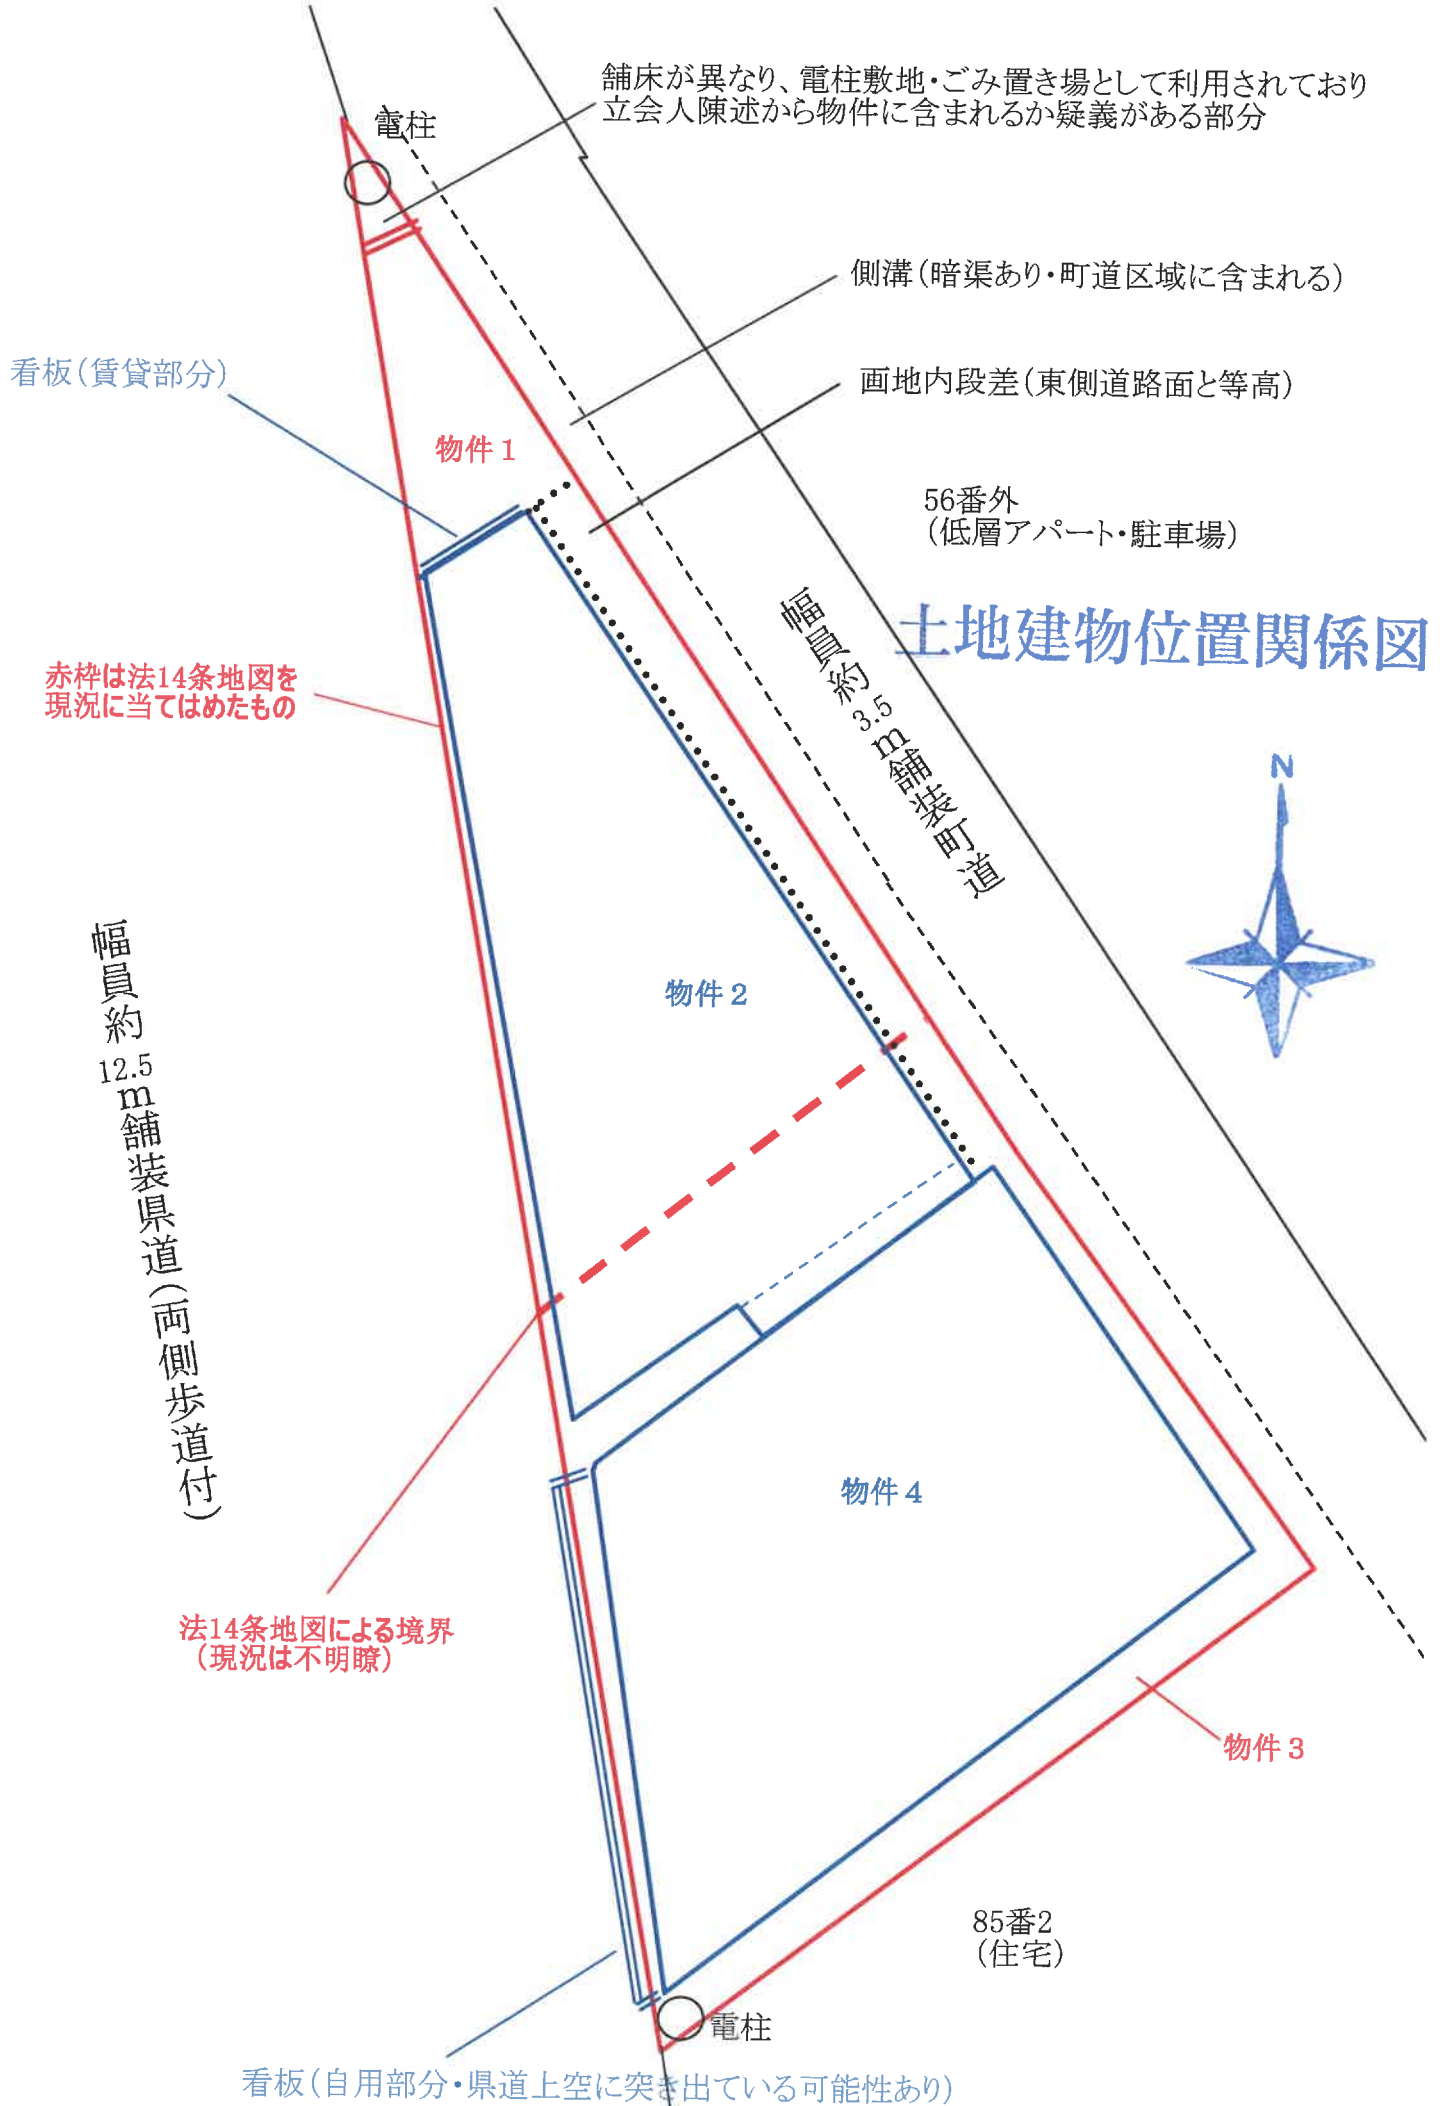 舗床が異なり、電柱敷地・ごみ置き場として利用されており
立会人陳述から物件に含まれるか疑義がある部分
電柱
側溝(暗渠あり・町道区域に含まれる)
看板(賃貸部分)
画地内段差(東側道路面と等高)
物件1
56番外
(低層アパート・駐車場)
土地建物位置関係図
幅員約3.5m舗装町道
赤枠は法14条地図を
現況に当てはめたもの
N
幅員約12.5m舗装県道(両側歩道付)
物件2
物件4
法14条地図による境界
(現況は不明瞭)
物件3
85番2
(住宅)
電柱
看板(自用部分・県道上空に突き出ている可能性あり)